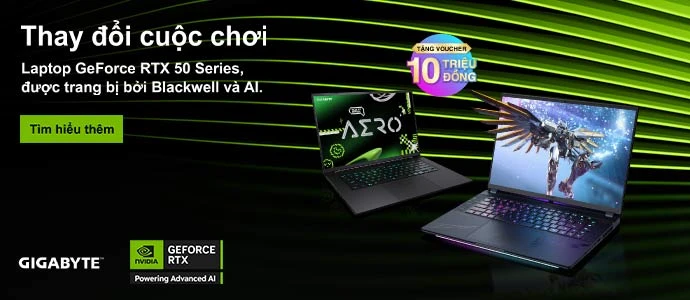 Thay đổi cuộc chơi
Laptop GeForce RTX 50 Series,
được trang bị bởi Blackwell và AI.
Tìm hiểu thêm
TẶNG VOUCHER
10 TRIỆU
ĐỒNG
AERO
GIGABYTE
NVIDIA
GEFORCE
RTX
Powering Advanced AI